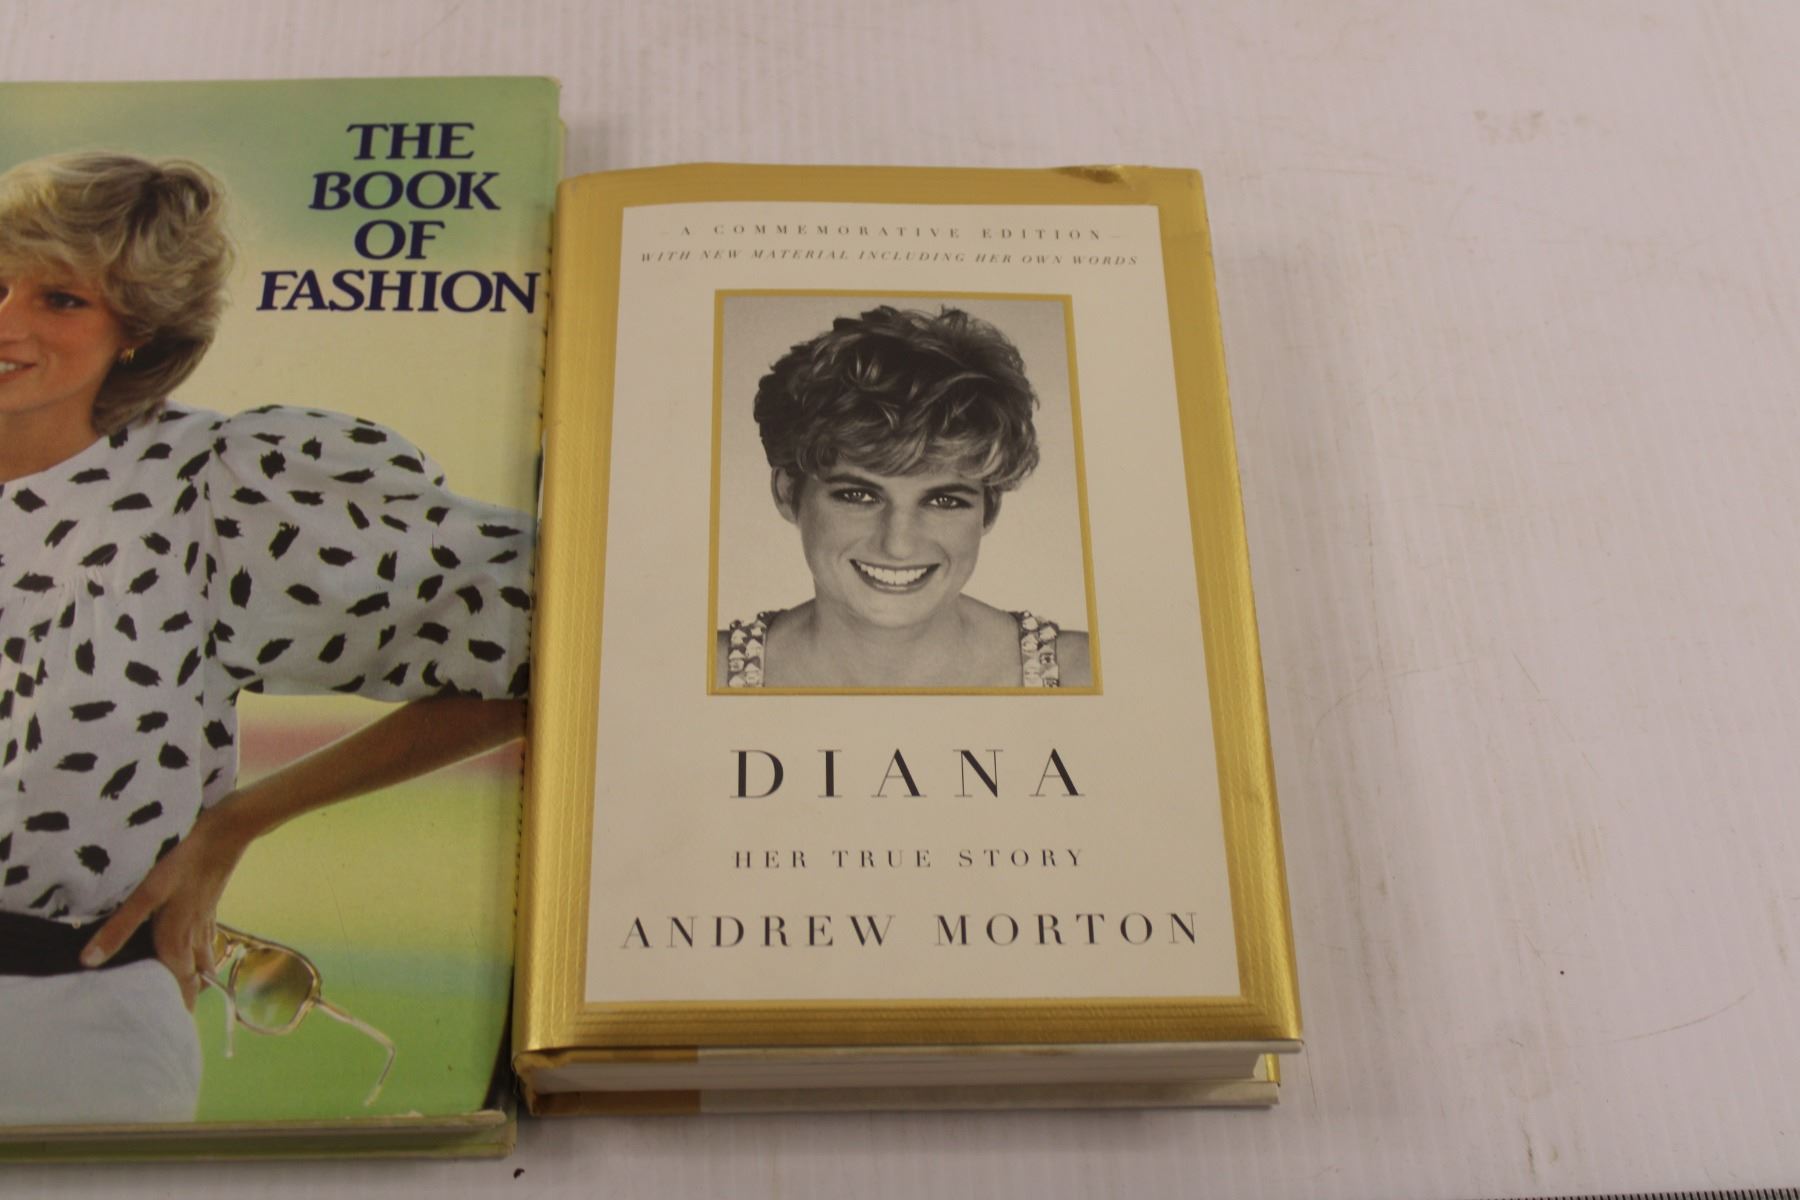 THE
BOOK
OF
FASHION
A COMMEMORATIVE EDITION
WITH NEW MATERIAL INCLUDING HER OWN WORDS
DIANA
HER TRUE STORY
ANDREW MORTON